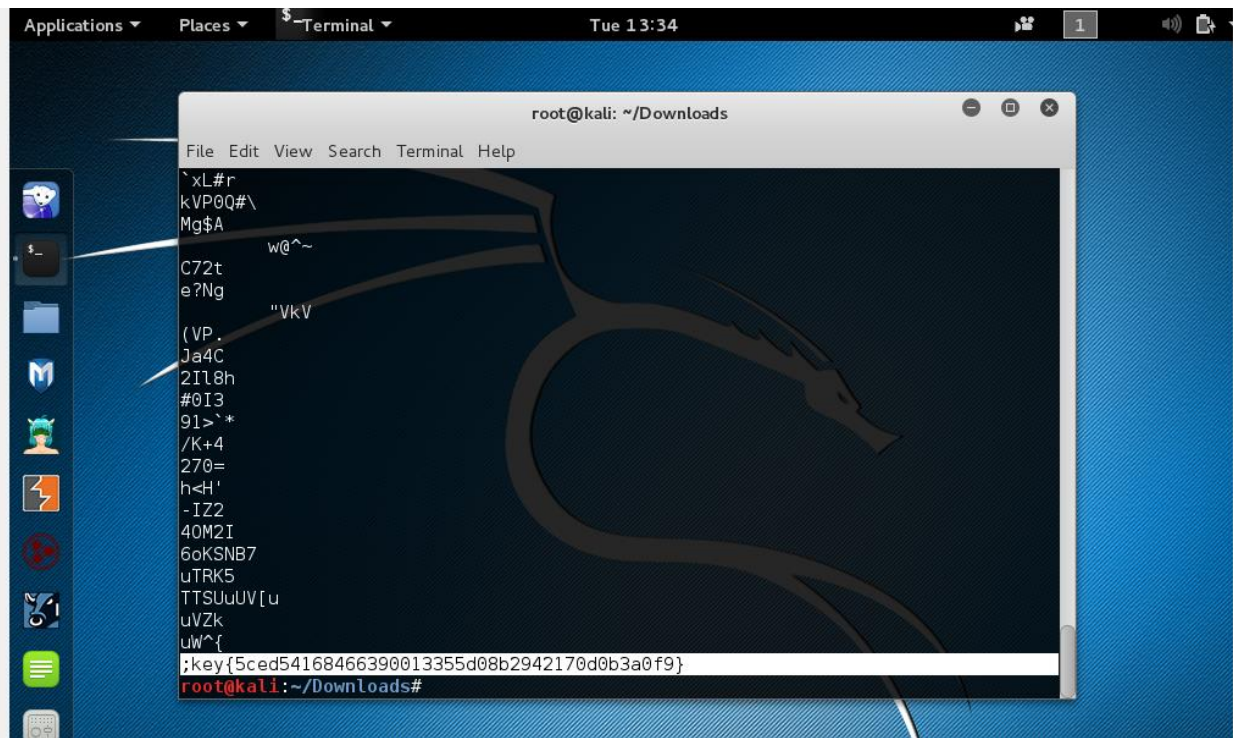 Applications Places $_ Terminal Tue 13:34 1
root@kali: ~/Downloads
File Edit View Search Terminal Help
`xL#r
kVP0Q#\
Mg$A
w@^~
C72t
e?Ng
"VkV
(VP.
Ja4C
2Il8h
#0I3
91>`*
/K+4
270=
h<H'
-IZ2
4OM2I
6oKSNB7
uTRK5
TTSUuUV[u
uVZk
uW^{
;key{5ced54168466390013355d08b2942170d0b3a0f9}
root@kali:~/Downloads#